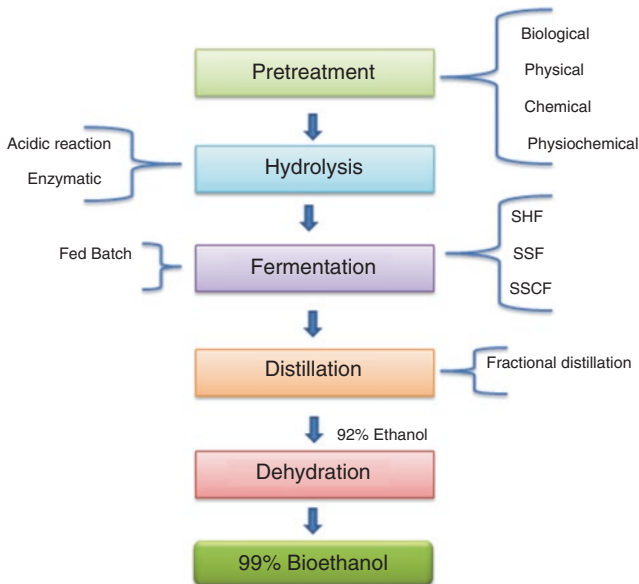 Pretreatment
Biological
Physical
Chemical
Physiochemical
Acidic reaction
Enzymatic
Hydrolysis
Fed Batch
Fermentation
SHF
SSF
SSCF
Distillation
Fractional distillation
92% Ethanol
Dehydration
99% Bioethanol